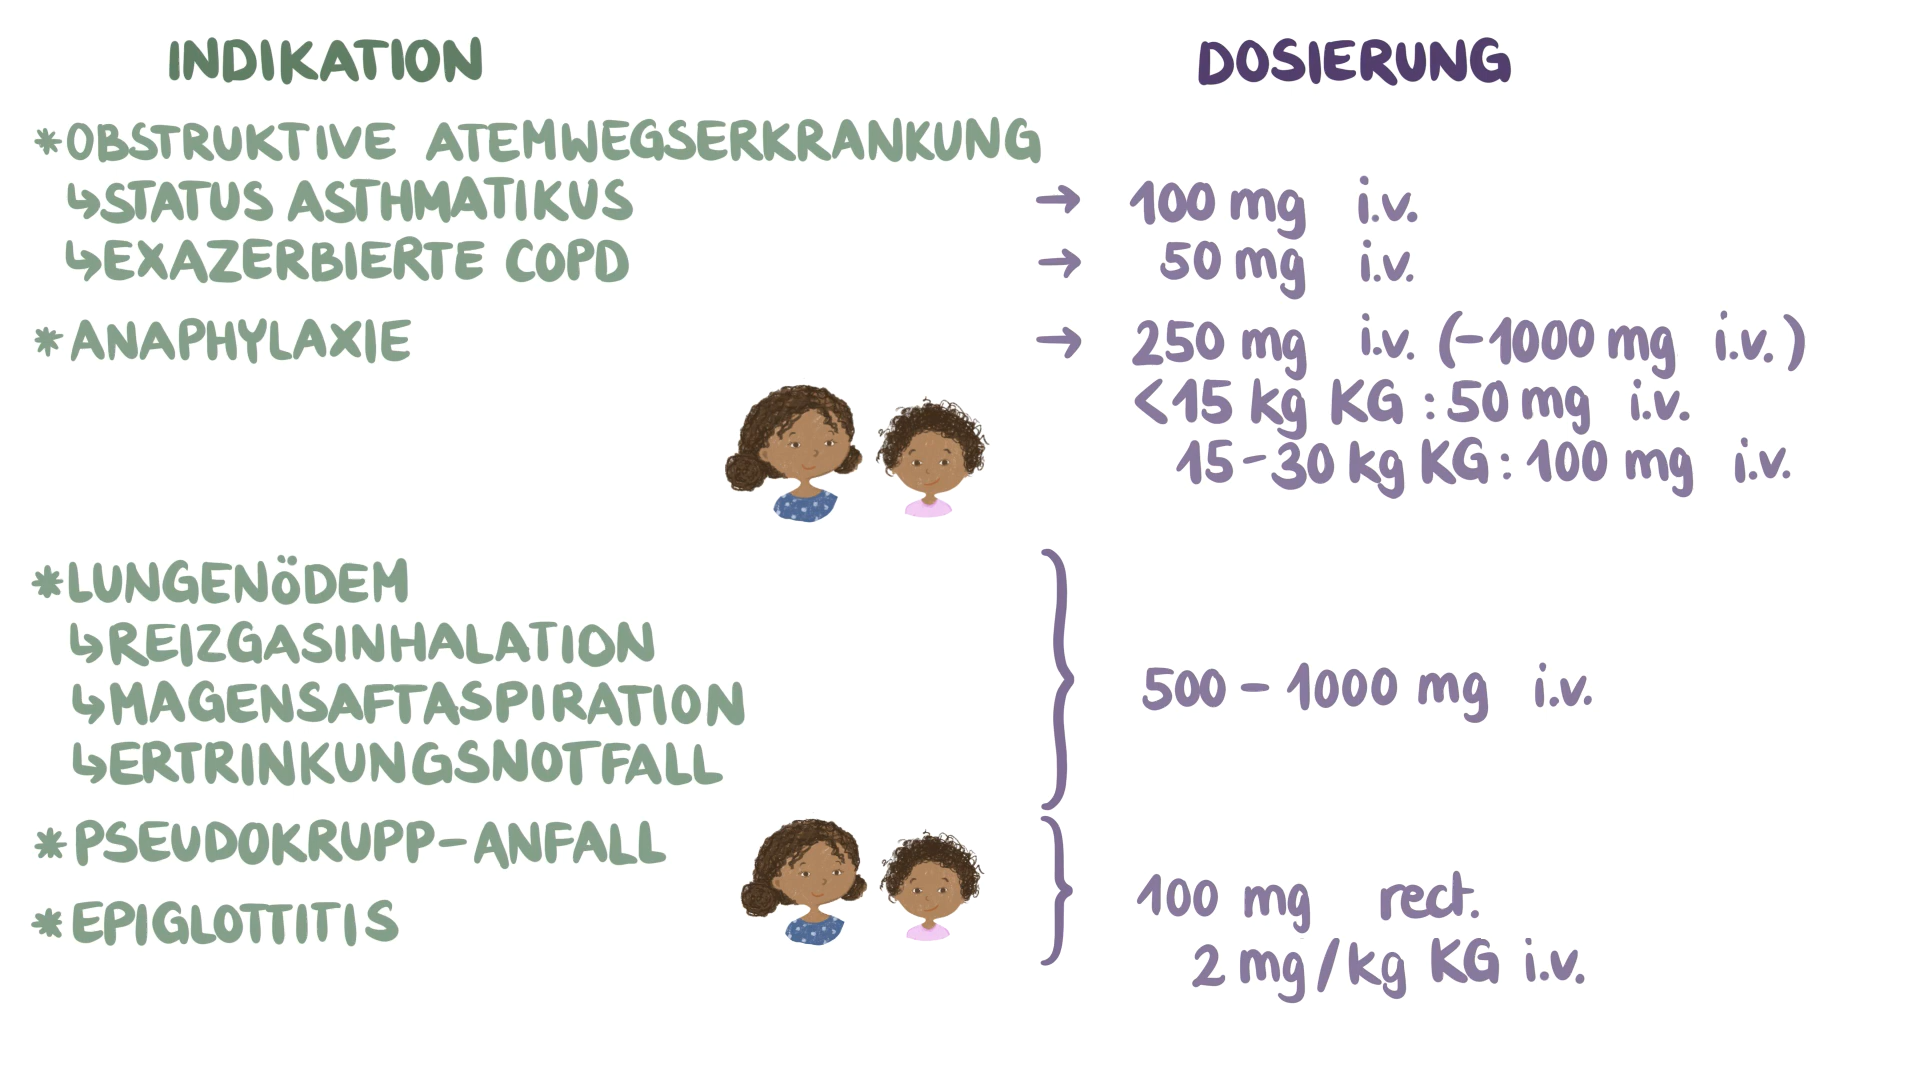 INDIKATION DOSIERUNG
*OBSTRUKTIVE ATEMWEGSERKRANKUNG
↳STATUS ASTHMATIKUS → 100 mg i.v.
↳EXAZERBIERTE COPD → 50 mg i.v.
*ANAPHYLAXIE → 250 mg i.v. (-1000 mg i.v.)
<15 kg KG : 50 mg i.v.
15-30 kg KG : 100 mg i.v.
*LUNGENÖDEM
↳REIZGASINHALATION
↳MAGENSAFTASPIRATION
500 - 1000 mg i.v.
↳ERTRINKUNGSNOTFALL
*PSEUDOKRUPP-ANFALL
*EPIGLOTTITIS
100 mg rect.
2 mg/kg KG i.v.